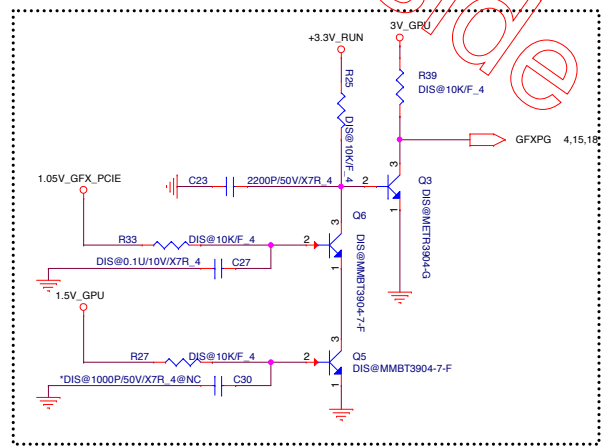 3V_GPU
+3.3V_RUN
R25
DIS@10K/F_4
R39
DIS@10K/F_4
GFXPG 4,15,18
C23
2200P/50V/X7R_4
2
3
1
Q3
DIS@METR3904-G
1.05V_GFX_PCIE
R33
DIS@10K/F_4
DIS@0.1U/10V/X7R_4
C27
2
3
1
Q6
DIS@MMBT3904-7-F
1.5V_GPU
R27
DIS@10K/F_4
*DIS@1000P/50V/X7R_4@NC
C30
2
3
1
Q5
DIS@MMBT3904-7-F